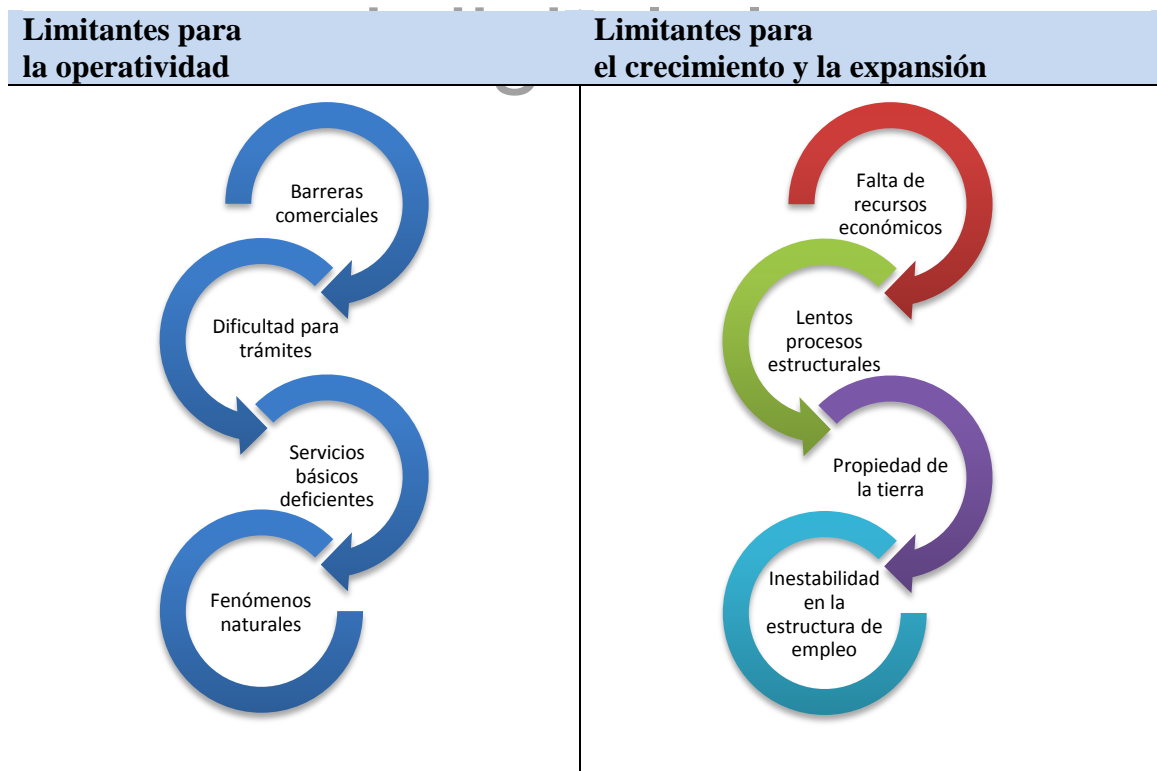 Limitantes para
la operatividad
Barreras
comerciales
Dificultad para
trámites
Servicios
básicos
deficientes
Fenómenos
naturales
Limitantes para
el crecimiento y la expansión
Falta de
recursos
económicos
Lentos
procesos
estructurales
Propiedad de
la tierra
Inestabilidad
en la
estructura de
empleo